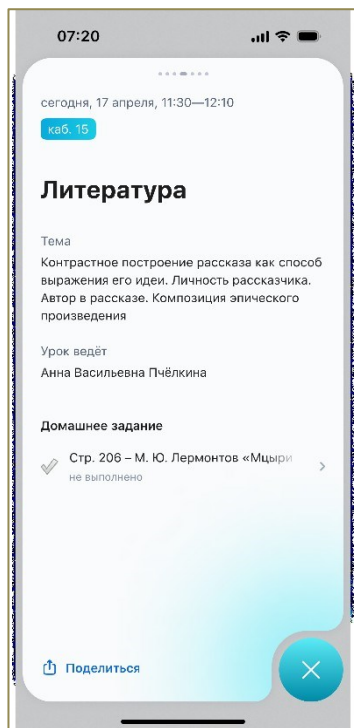 07:20
сегодня, 17 апреля, 11:30—12:10
каб. 15
Литература
Тема
Контрастное построение рассказа как способ
выражения его идеи. Личность рассказчика.
Автор в рассказе. Композиция эпического
произведения
Урок ведёт
Анна Васильевна Пчёлкина
Домашнее задание
Стр. 206 – М. Ю. Лермонтов «Мцыри
не выполнено
Поделиться